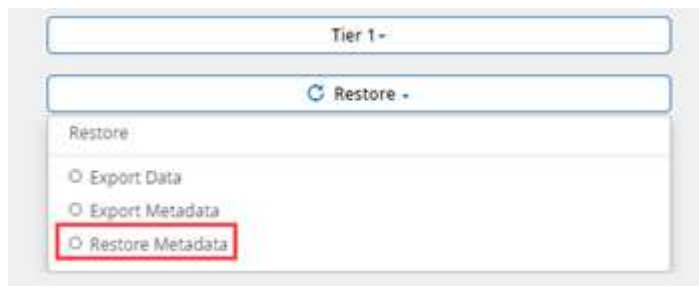 Tier 1
Restore
Restore
Export Data
Export Metadata
Restore Metadata